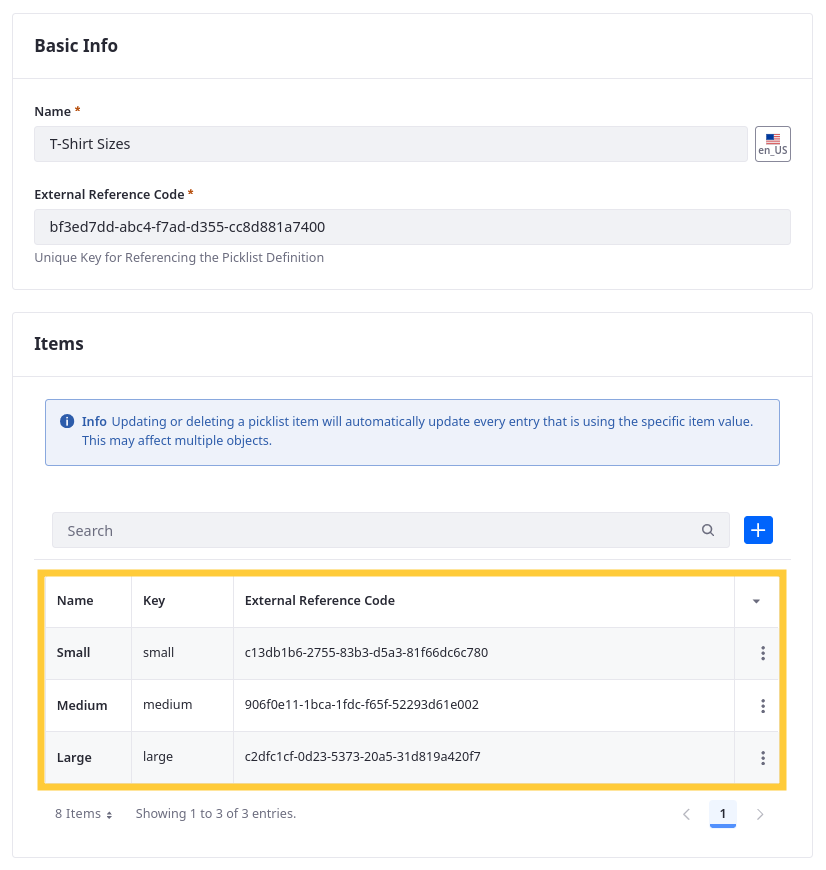 Basic Info
Name *
T-Shirt Sizes
en_US
External Reference Code *
bf3ed7dd-abc4-f7ad-d355-cc8d881a7400
Unique Key for Referencing the Picklist Definition
Items
Info Updating or deleting a picklist item will automatically update every entry that is using the specific item value.
This may affect multiple objects.
Search
Name Key External Reference Code
Small small c13db1b6-2755-83b3-d5a3-81f66dc6c780
Medium medium 906f0e11-1bca-1fdc-f65f-52293d61e002
Large large c2dfc1cf-0d23-5373-20a5-31d819a420f7
8 Items Showing 1 to 3 of 3 entries. 1